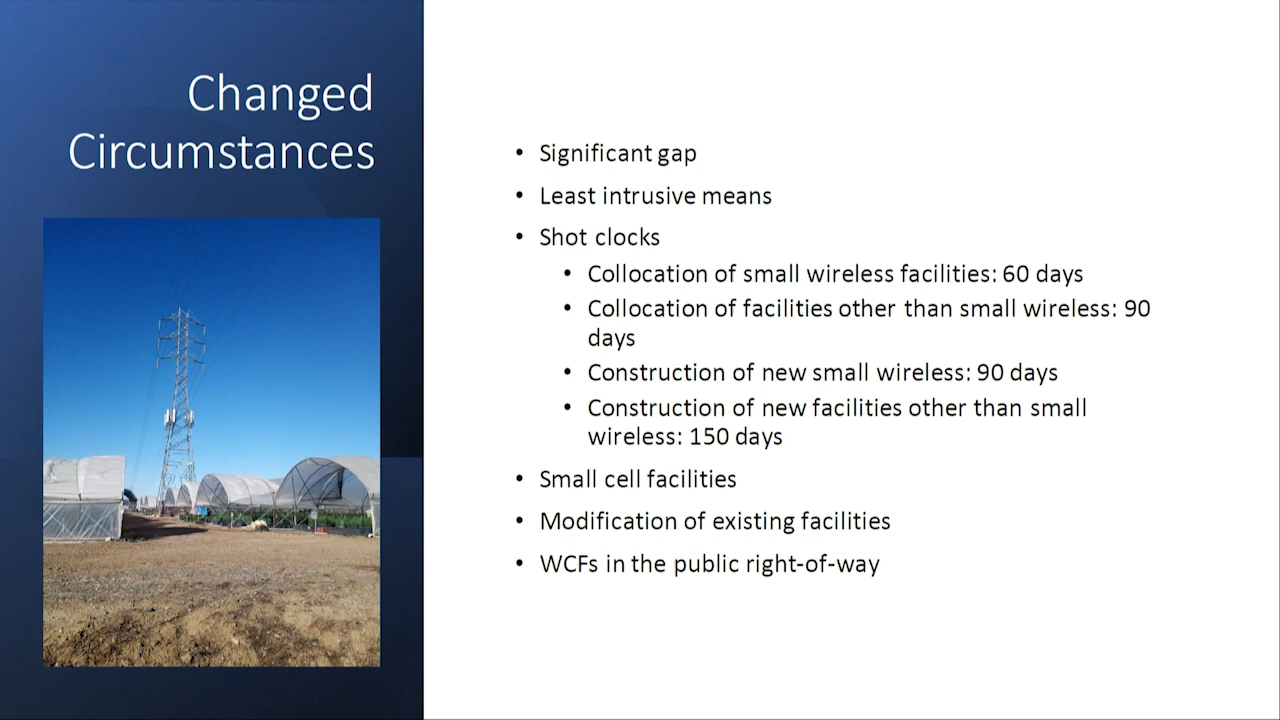 Changed
Circumstances
• Significant gap
• Least intrusive means
• Shot clocks
• Collocation of small wireless facilities: 60 days
• Collocation of facilities other than small wireless: 90
days
• Construction of new small wireless: 90 days
• Construction of new facilities other than small
wireless: 150 days
• Small cell facilities
• Modification of existing facilities
• WCFs in the public right-of-way